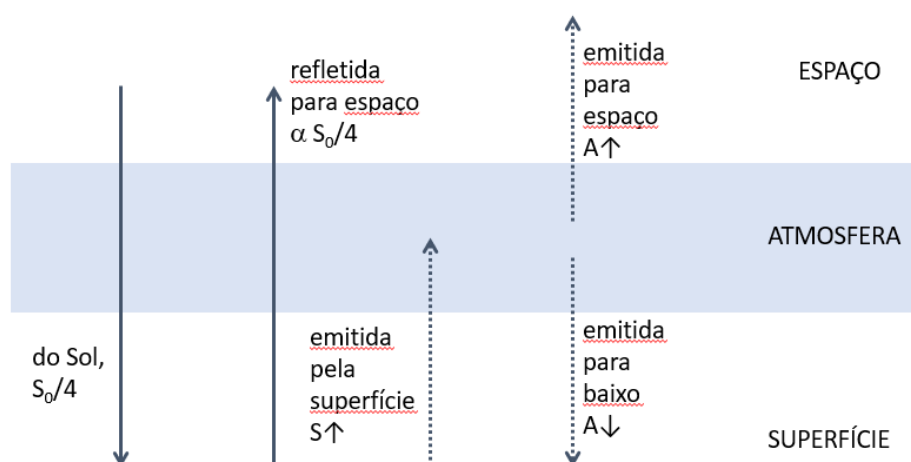 refletida
para espaço
α S₀/4
emitida
para
espaço
A↑
ESPAÇO
ATMOSFERA
do Sol,
S₀/4
emitida
pela
superfície
S↑
emitida
para
baixo
A↓
SUPERFÍCIE